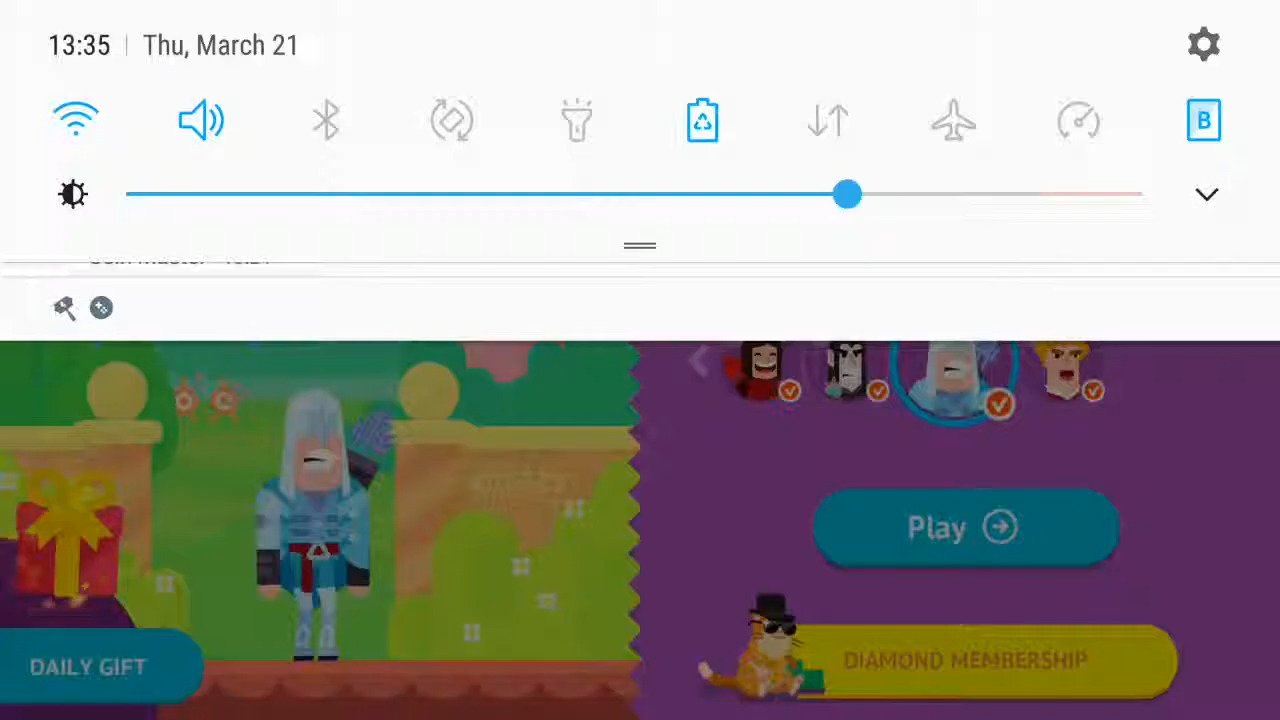 13:35 | Thu, March 21
B
Play
DAILY GIFT
DIAMOND MEMBERSHIP